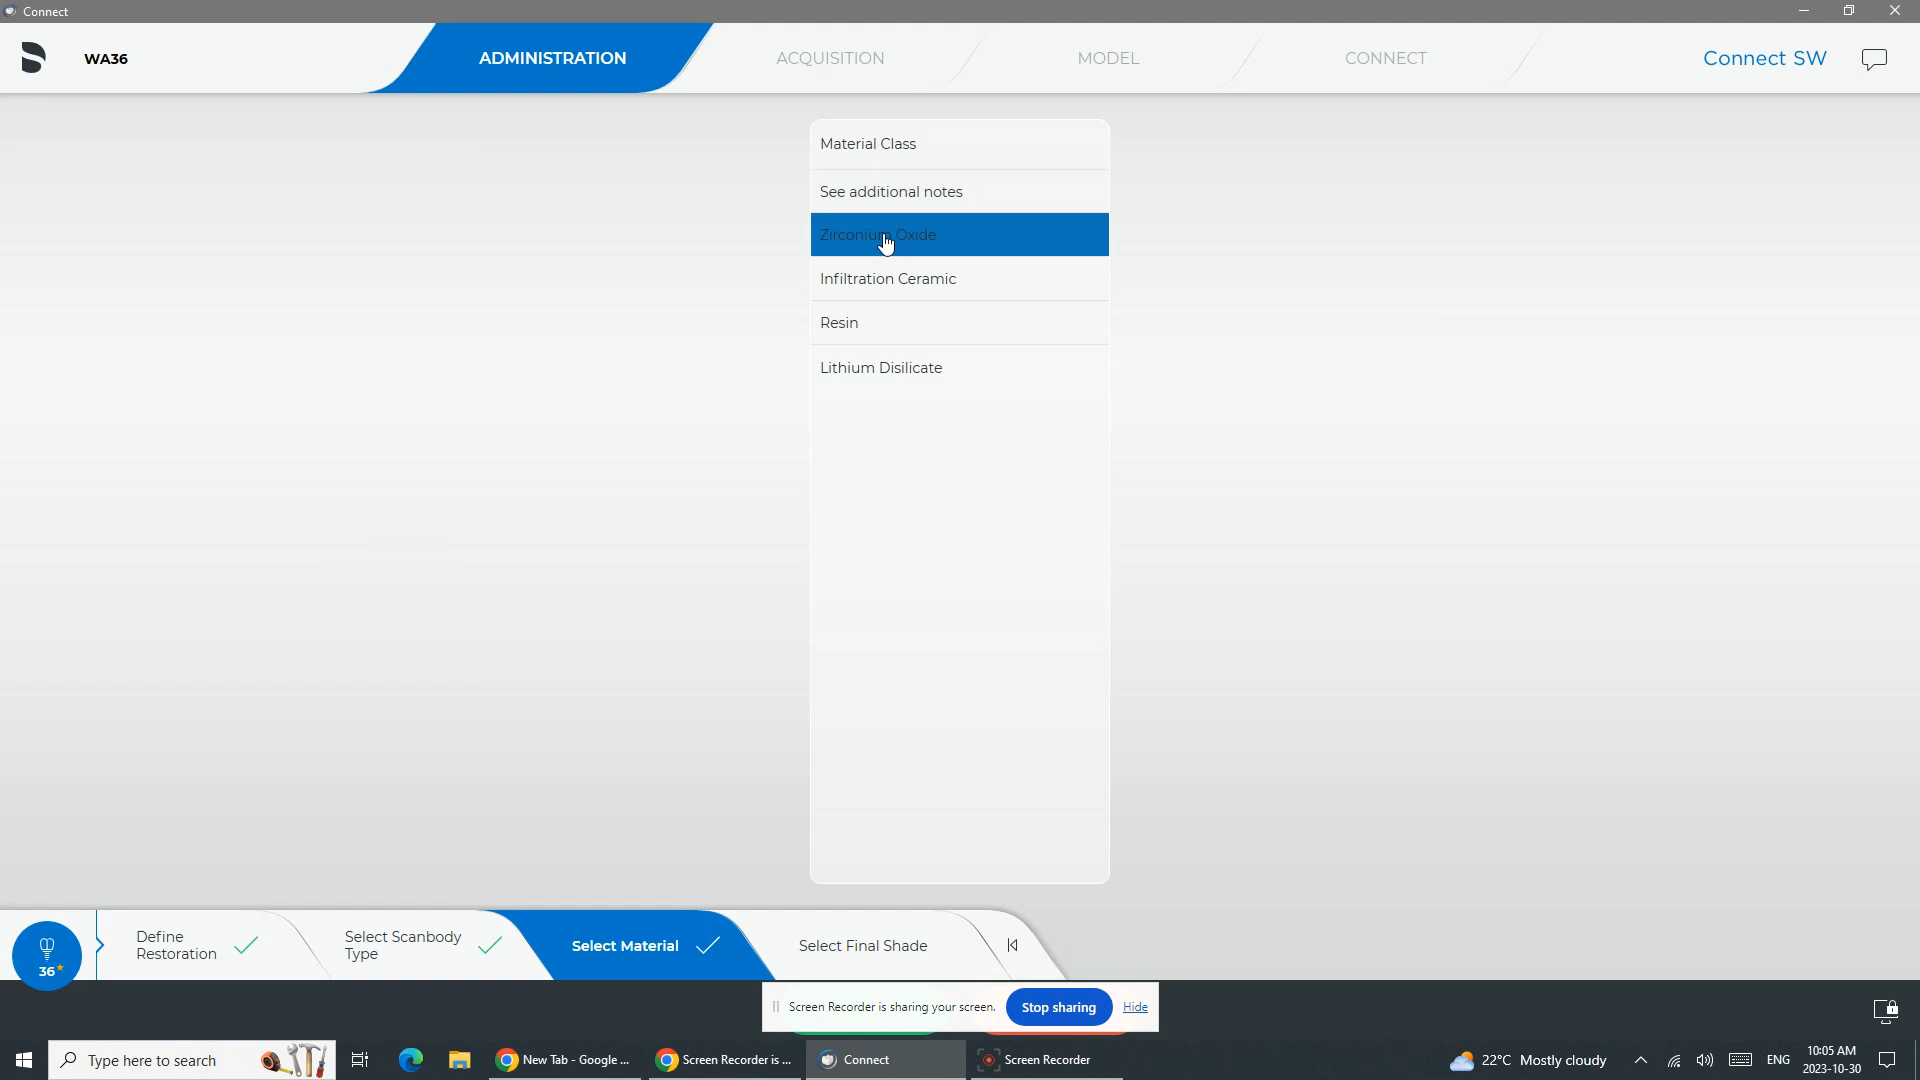 Connect
WA36
ADMINISTRATION
ACQUISITION
MODEL
CONNECT
Connect SW
Material Class
See additional notes
Zirconium Oxide
Infiltration Ceramic
Resin
Lithium Disilicate
36
Define
Restoration
Select Scanbody
Type
Select Material
Select Final Shade
Screen Recorder is sharing your screen.
Stop sharing
Hide
Type here to search
New Tab - Google ...
Screen Recorder is ...
Connect
Screen Recorder
22°C Mostly cloudy
ENG
10:05 AM
2023-10-30